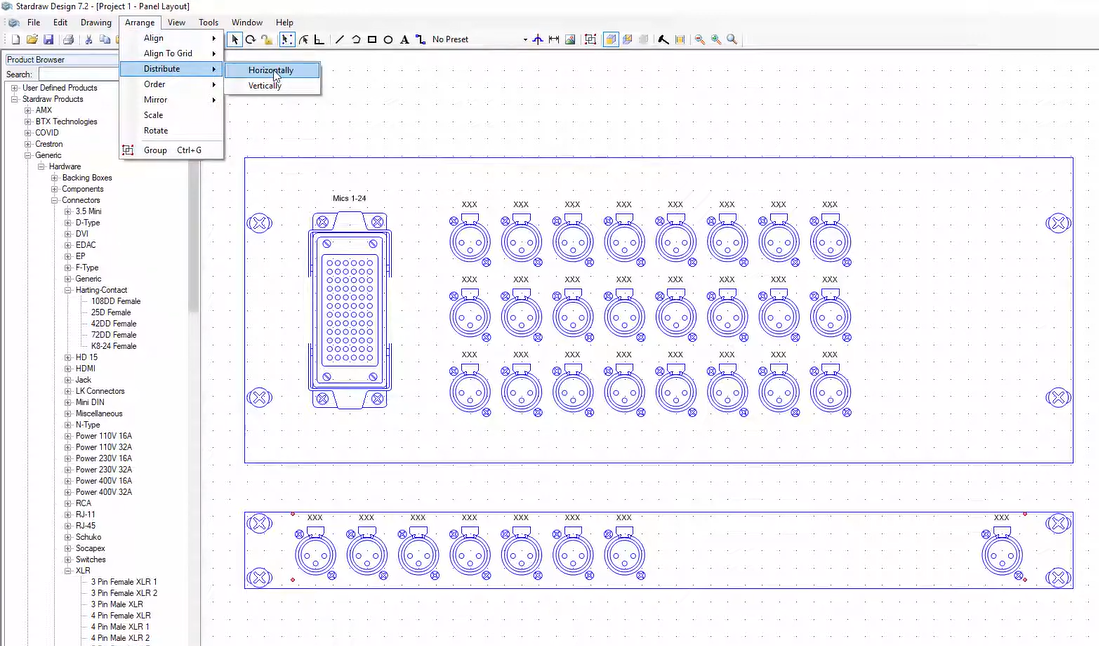 Stardraw Design 7.2 - [Project 1 - Panel Layout]
File Edit Drawing Arrange View Tools Window Help
No Preset
Product Browser
Search:
User Defined Products
Stardraw Products
AMX
BTX Technologies
COVID
Crestron
Generic
Hardware
Backing Boxes
Components
Connectors
3.5 Mini
D-Type
DVI
EDAC
EP
F-Type
Generic
Harting-Contact
108DD Female
25D Female
42DD Female
72DD Female
K8-24 Female
HD 15
HDMI
Jack
LK Connectors
Mini DIN
Miscellaneous
N-Type
Power 110V 16A
Power 110V 32A
Power 230V 16A
Power 230V 32A
Power 400V 16A
Power 400V 32A
RCA
RJ-11
RJ-45
Schuko
Socapex
Switches
XLR
3 Pin Female XLR 1
3 Pin Female XLR 2
3 Pin Male XLR
4 Pin Female XLR
4 Pin Male XLR 1
4 Pin Male XLR 2
Align
Align To Grid
Distribute
Order
Mirror
Scale
Rotate
Group Ctrl+G
Horizontally
Vertically
Mics 1-24
XXX XXX XXX XXX XXX XXX XXX XXX
XXX XXX XXX XXX XXX XXX XXX XXX
XXX XXX XXX XXX XXX XXX XXX XXX
XXX XXX XXX XXX XXX XXX XXX XXX